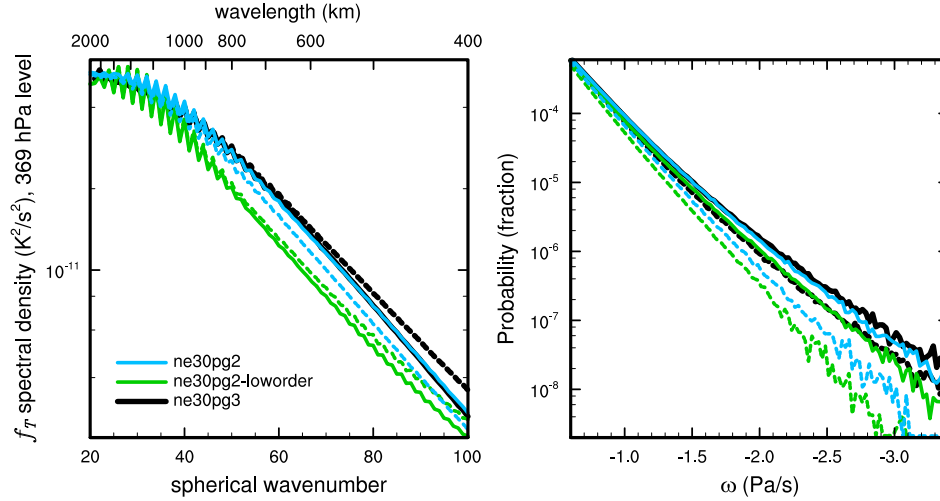 wavelength (km)
2000 1000 800 600 400
f_T spectral density (K²/s²), 369 hPa level
10⁻¹¹
ne30pg2
ne30pg2-loworder
ne30pg3
20 40 60 80 100
spherical wavenumber
Probability (fraction)
10⁻⁴
10⁻⁵
10⁻⁶
10⁻⁷
10⁻⁸
-1.0 -1.5 -2.0 -2.5 -3.0
ω (Pa/s)